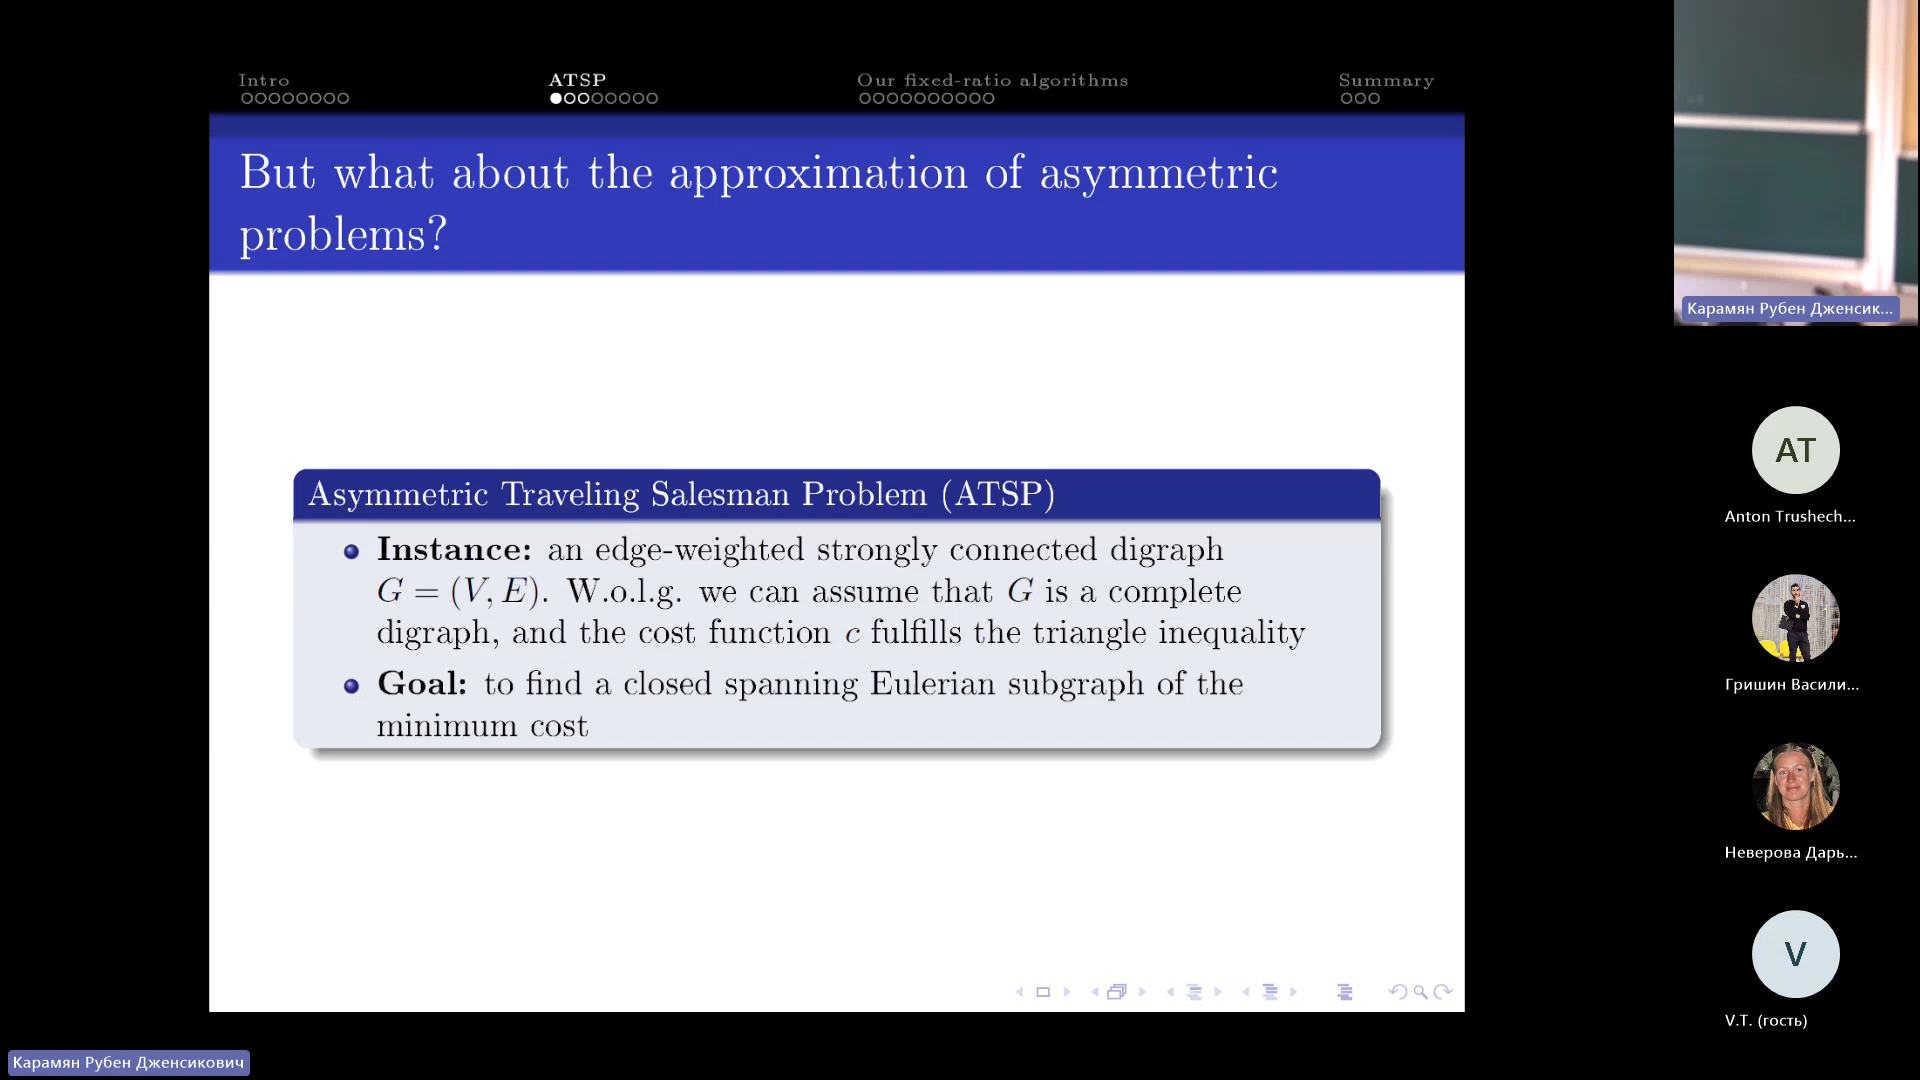 Intro
ATSP
Our fixed-ratio algorithms
Summary
But what about the approximation of asymmetric
problems?
Asymmetric Traveling Salesman Problem (ATSP)
Instance: an edge-weighted strongly connected digraph
G = (V, E). W.o.l.g. we can assume that G is a complete
digraph, and the cost function c fulfills the triangle inequality
Goal: to find a closed spanning Eulerian subgraph of the
minimum cost
Карамян Рубен Дженсик...
AT
Anton Trushech...
Гришин Васили...
Неверова Дарь...
V
V.T. (гость)
Карамян Рубен Дженсикович